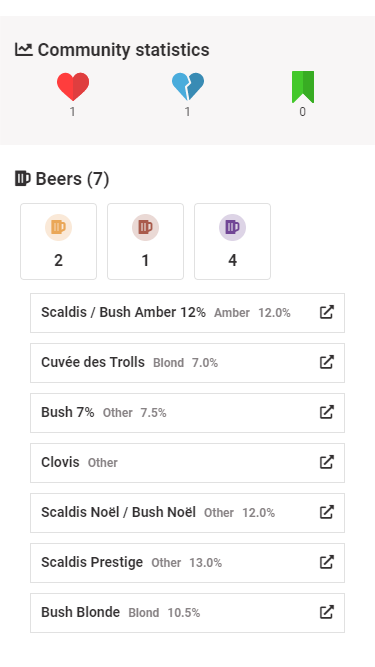 Community statistics
1 1 0
Beers (7)
2 1 4
Scaldis / Bush Amber 12% Amber 12.0%
Cuvée des Trolls Blond 7.0%
Bush 7% Other 7.5%
Clovis Other
Scaldis Noël / Bush Noël Other 12.0%
Scaldis Prestige Other 13.0%
Bush Blonde Blond 10.5%